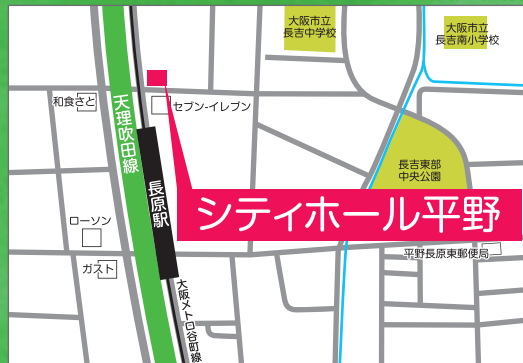 大阪市立
長吉中学校
大阪市立
長吉南小学校
和食さと
セブン-イレブン
天理吹田線
長吉東部
中央公園
長原駅
シティホール平野
ローソン
平野長原東郵便局
ガスト
大阪メトロ谷町線